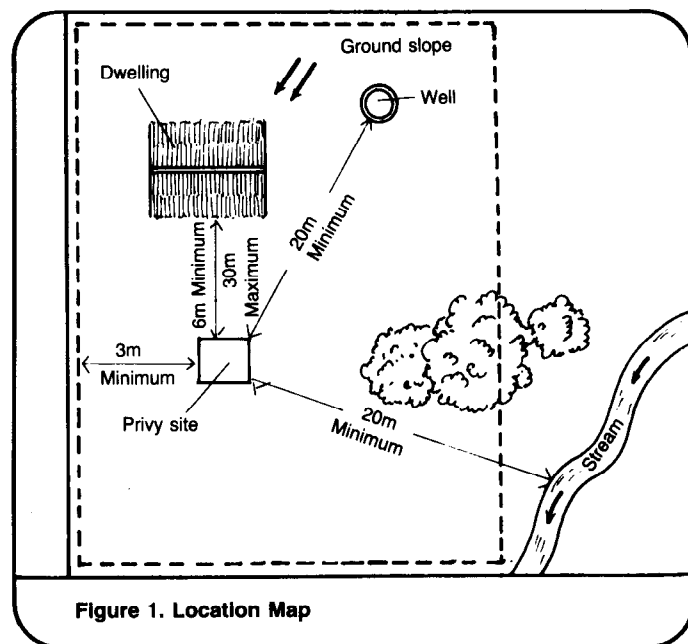 Ground slope
Dwelling
Well
20m
Minimum
6m Minimum
30m
Maximum
3m
Minimum
Privy site
20m
Minimum
Stream
Figure 1. Location Map